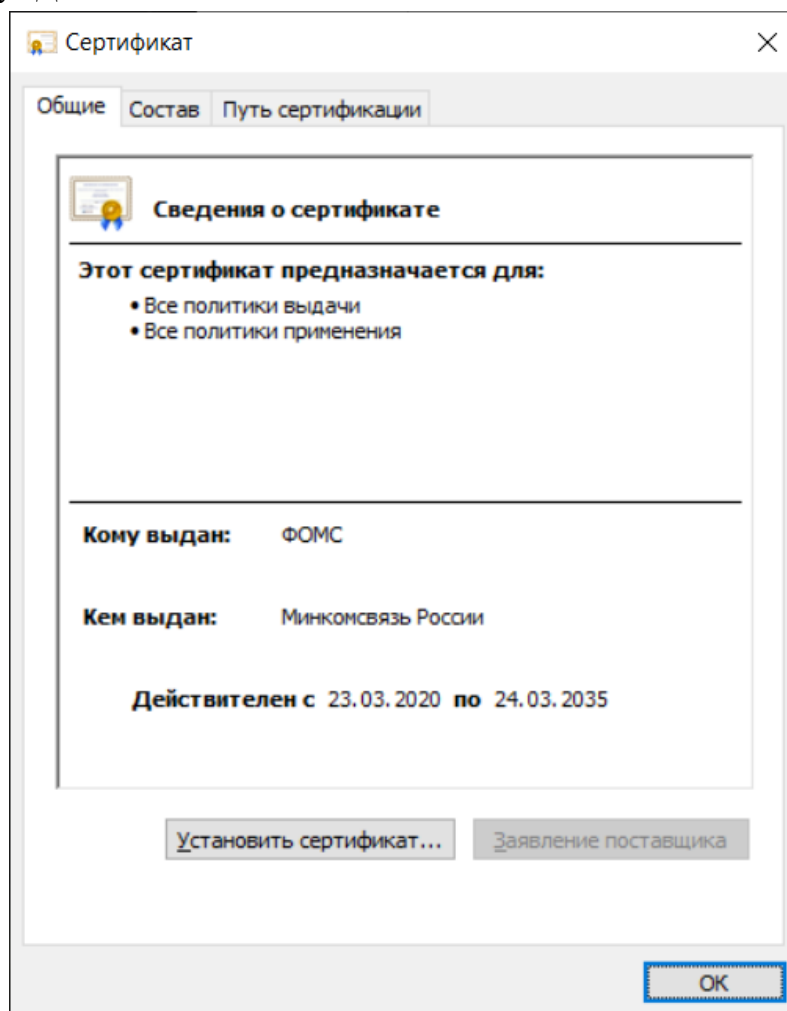 Сертификат
Общие Состав Путь сертификации
Сведения о сертификате
Этот сертификат предназначается для:
• Все политики выдачи
• Все политики применения
Кому выдан: ФОМС
Кем выдан: Минкомсвязь России
Действителен с 23.03.2020 по 24.03.2035
Установить сертификат... Заявление поставщика
ОК